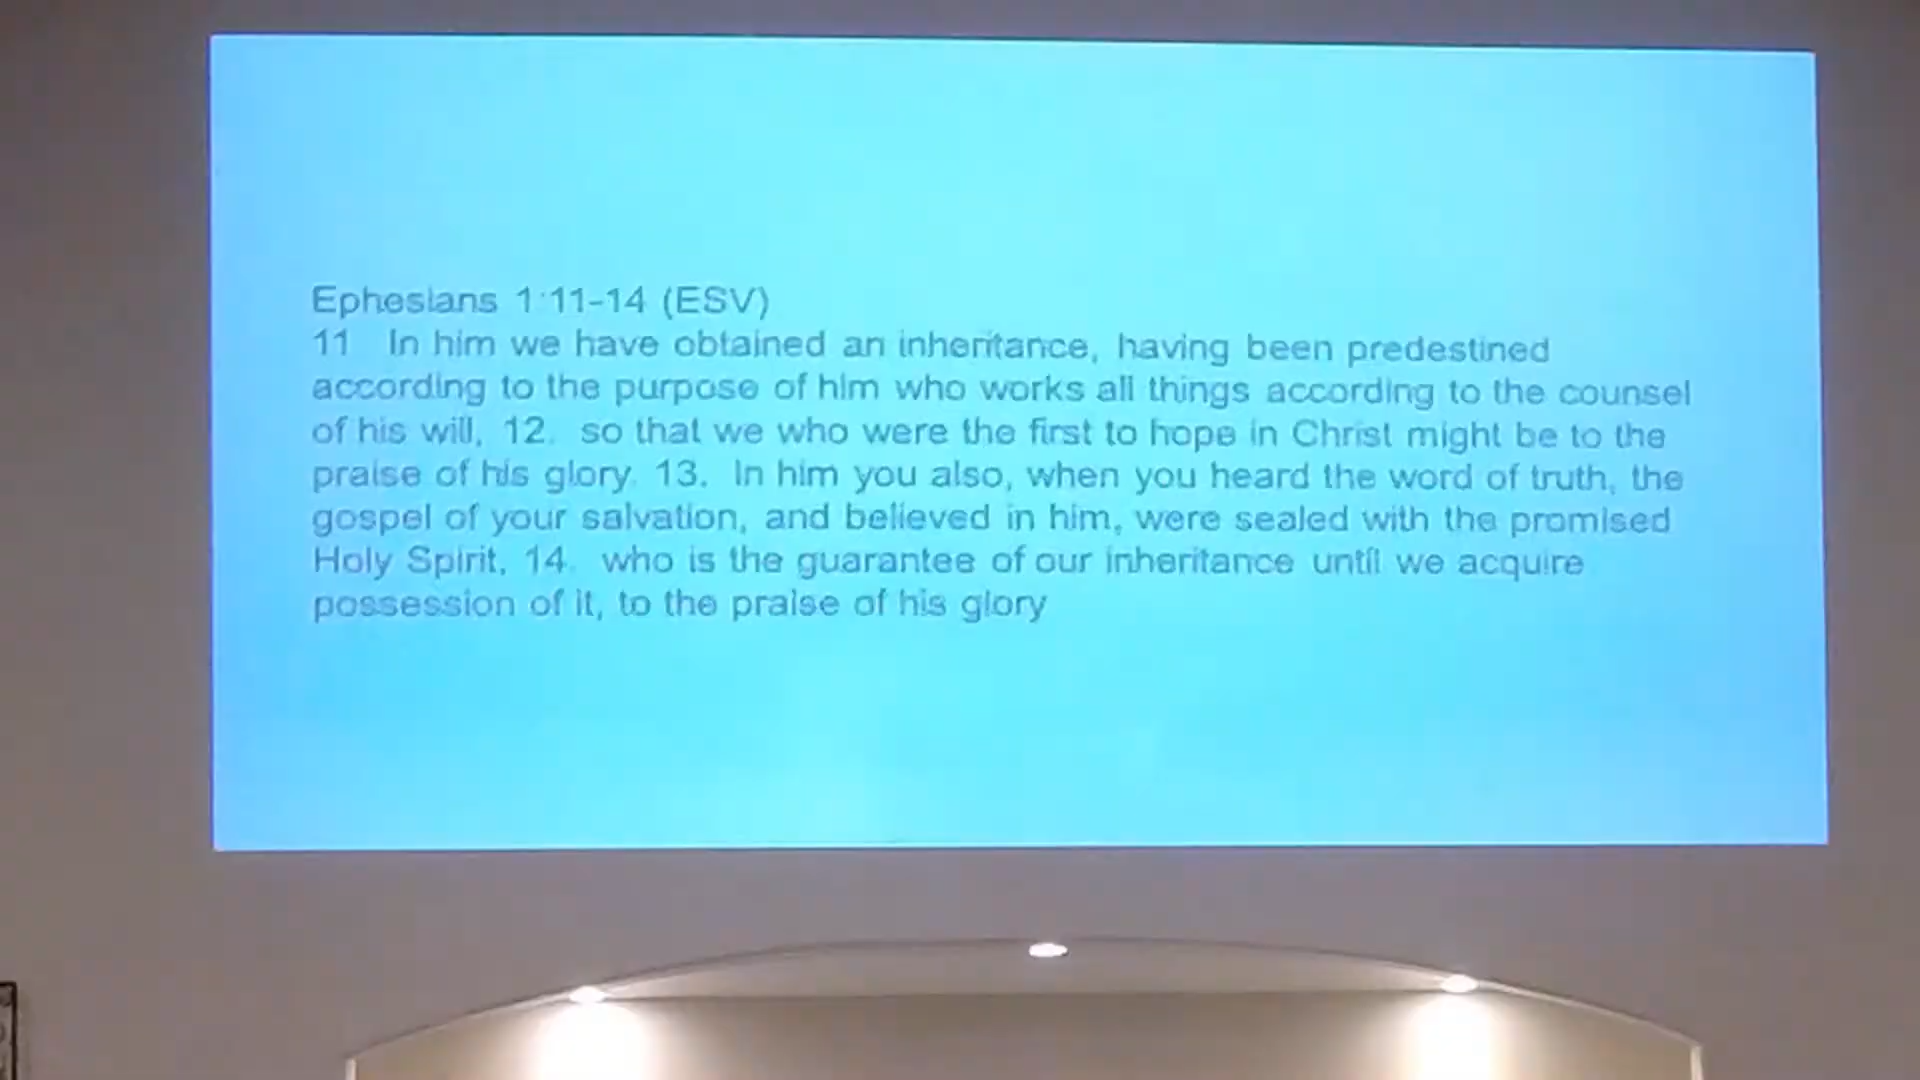 Ephesians 1:11-14 (ESV)
11 In him we have obtained an inheritance, having been predestined
according to the purpose of him who works all things according to the counsel
of his will, 12. so that we who were the first to hope in Christ might be to the
praise of his glory. 13. In him you also, when you heard the word of truth, the
gospel of your salvation, and believed in him, were sealed with the promised
Holy Spirit, 14. who is the guarantee of our inheritance until we acquire
possession of it, to the praise of his glory